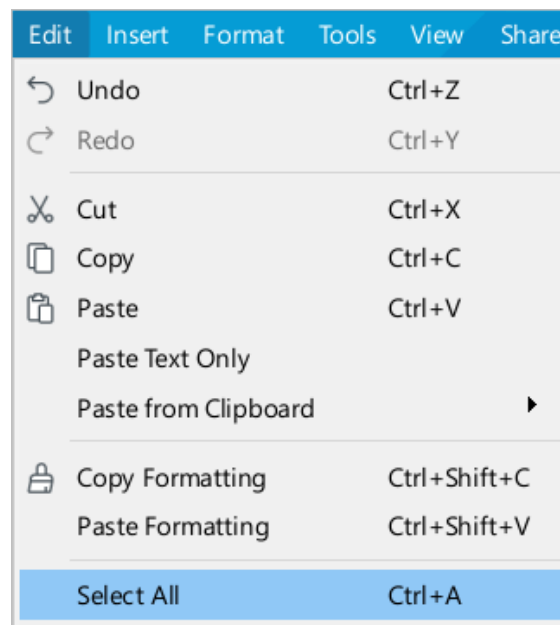 Edit Insert Format Tools View Share
Undo Ctrl+Z
Redo Ctrl+Y
Cut Ctrl+X
Copy Ctrl+C
Paste Ctrl+V
Paste Text Only
Paste from Clipboard
Copy Formatting Ctrl+Shift+C
Paste Formatting Ctrl+Shift+V
Select All Ctrl+A